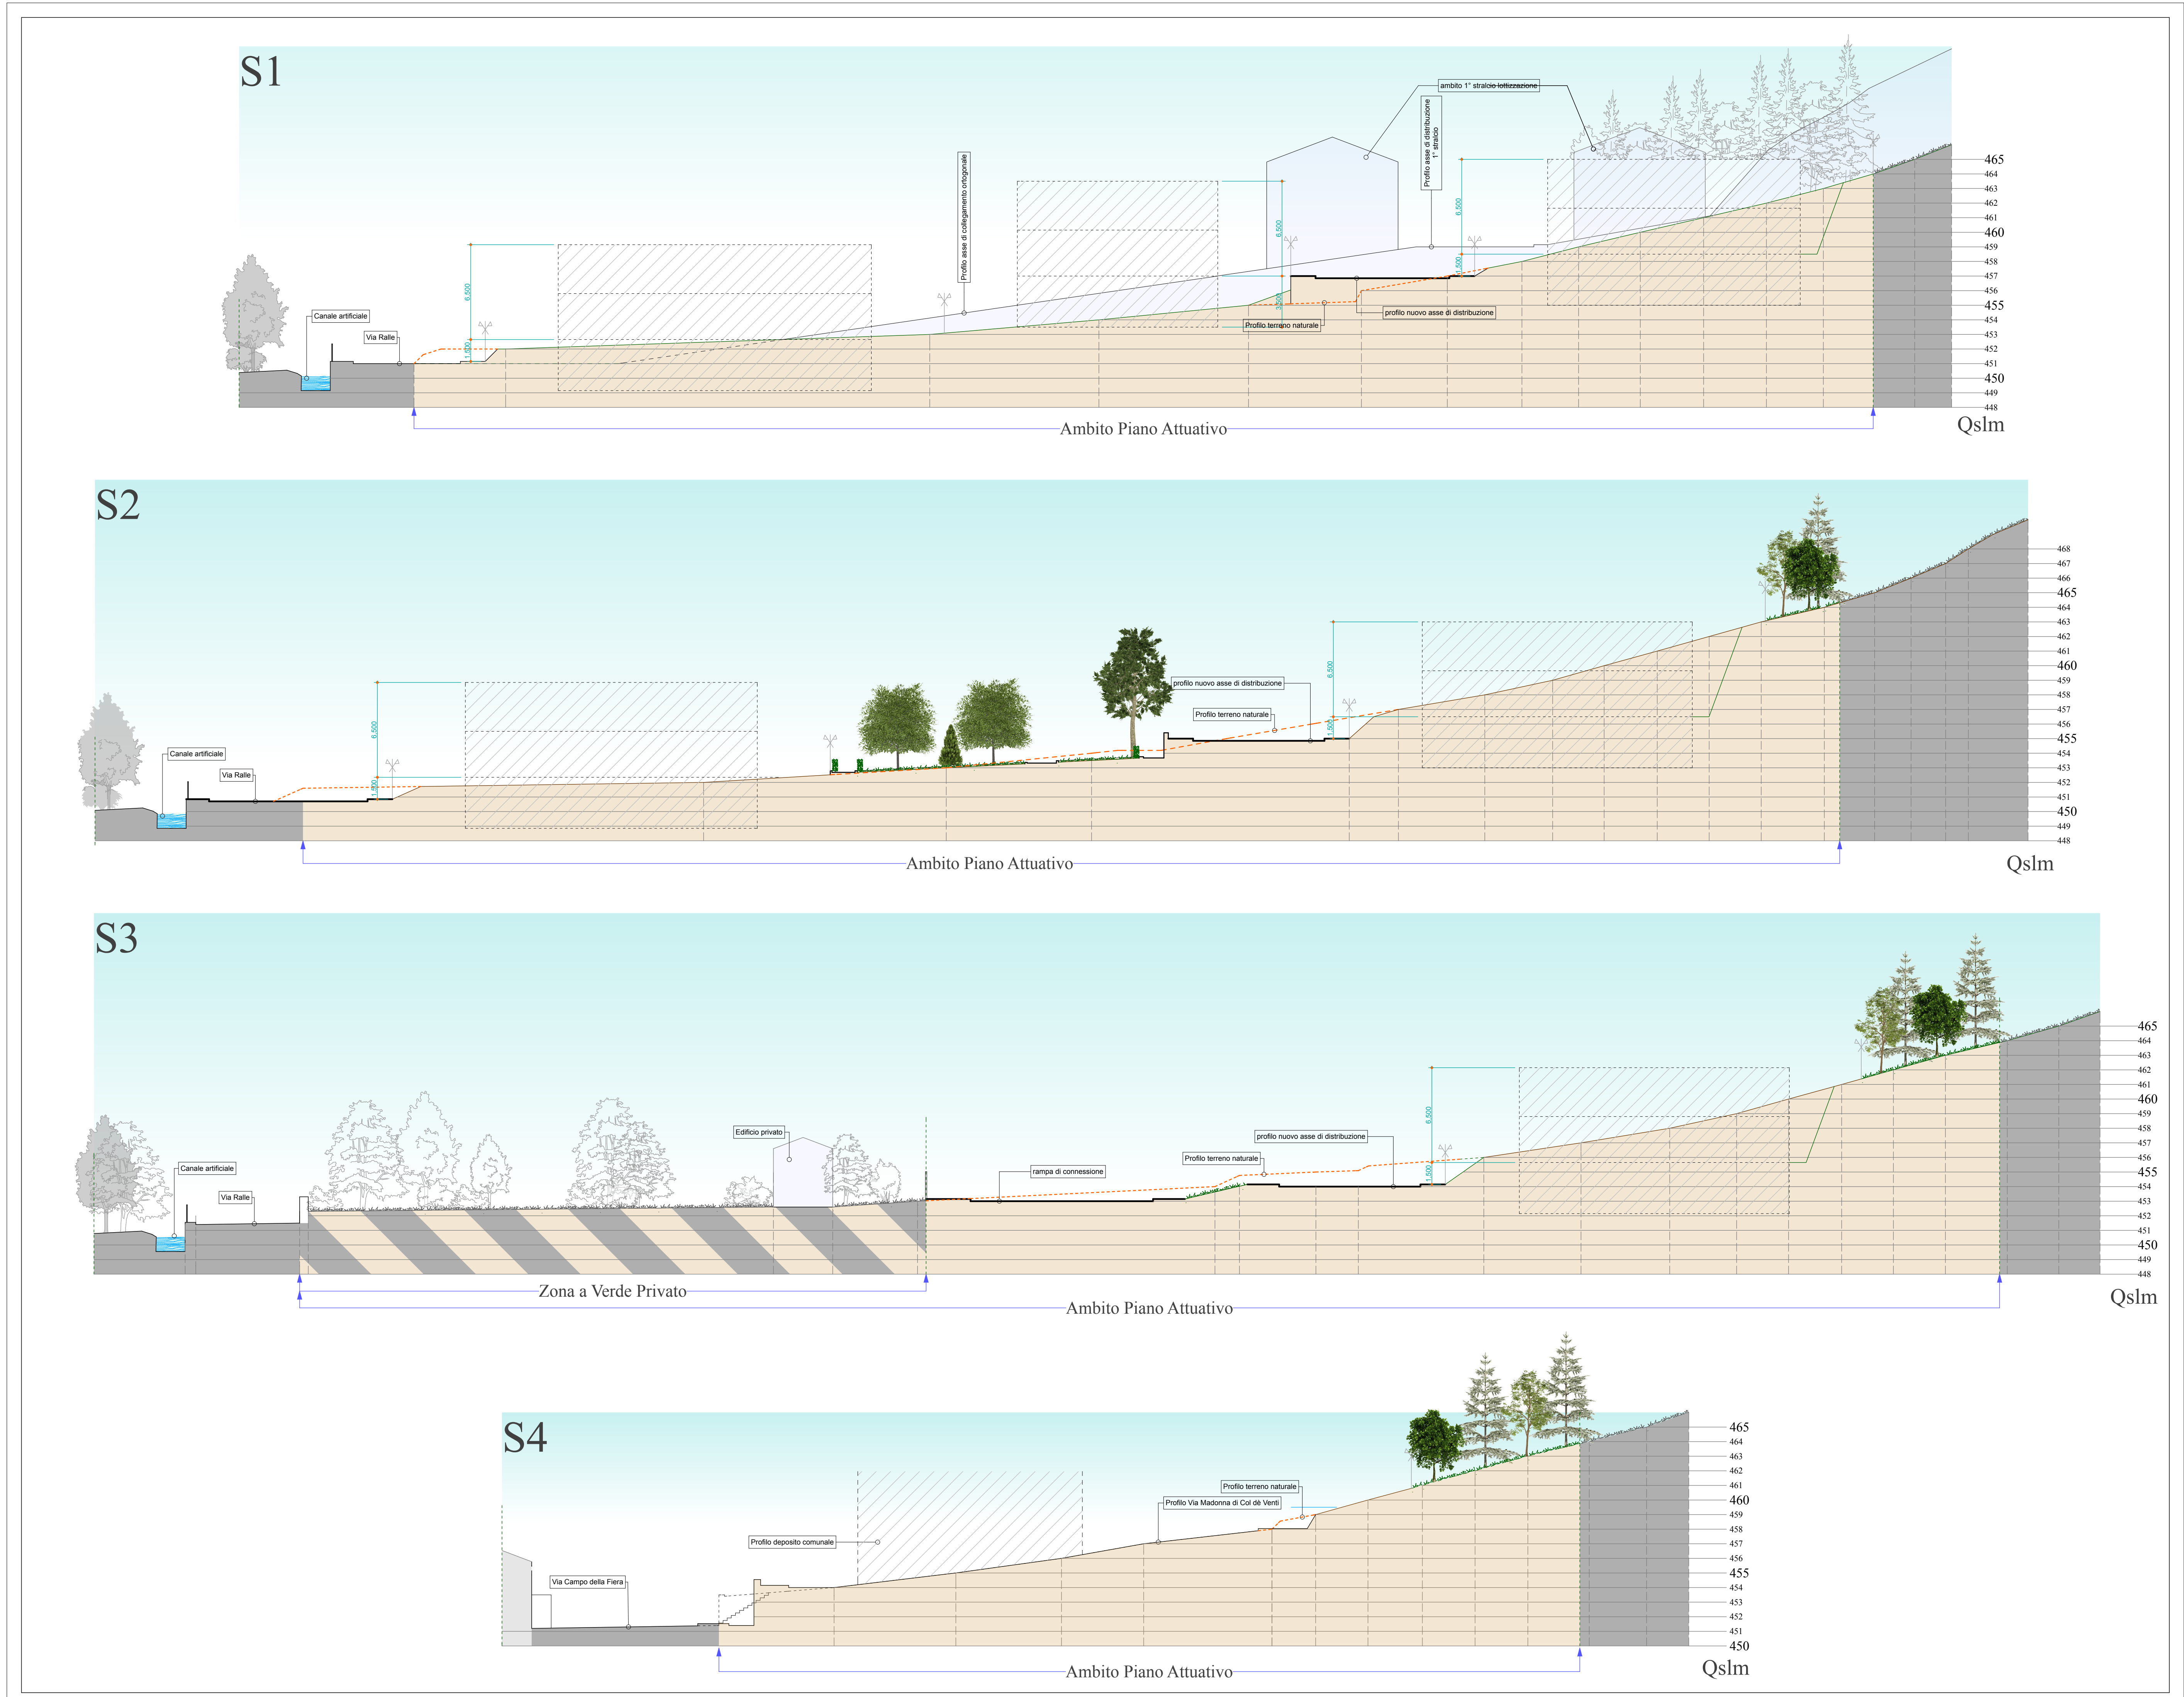 S1
ambito 1° stralcio lottizzazione
Profilo asse di distribuzione
1° stralcio
Profilo asse di collegamento ortogonale
6,500
6,500
6,500
1,500
1,500
Canale artificiale
Via Ralle
Profilo terreno naturale
profilo nuovo asse di distribuzione
465
464
463
462
461
460
459
458
457
456
455
454
453
452
451
450
449
448
Qslm
Ambito Piano Attuativo
S2
6,500
6,500
1,500
1,500
profilo nuovo asse di distribuzione
Profilo terreno naturale
Canale artificiale
Via Ralle
468
467
466
465
464
463
462
461
460
459
458
457
456
455
454
453
452
451
450
449
448
Qslm
Ambito Piano Attuativo
S3
6,500
1,500
Edificio privato
profilo nuovo asse di distribuzione
Profilo terreno naturale
rampa di connessione
Canale artificiale
Via Ralle
465
464
463
462
461
460
459
458
457
456
455
454
453
452
451
450
449
448
Qslm
Zona a Verde Privato
Ambito Piano Attuativo
S4
Profilo terreno naturale
Profilo Via Madonna di Col dè Venti
Profilo deposito comunale
Via Campo della Fiera
465
464
463
462
461
460
459
458
457
456
455
454
453
452
451
450
Qslm
Ambito Piano Attuativo